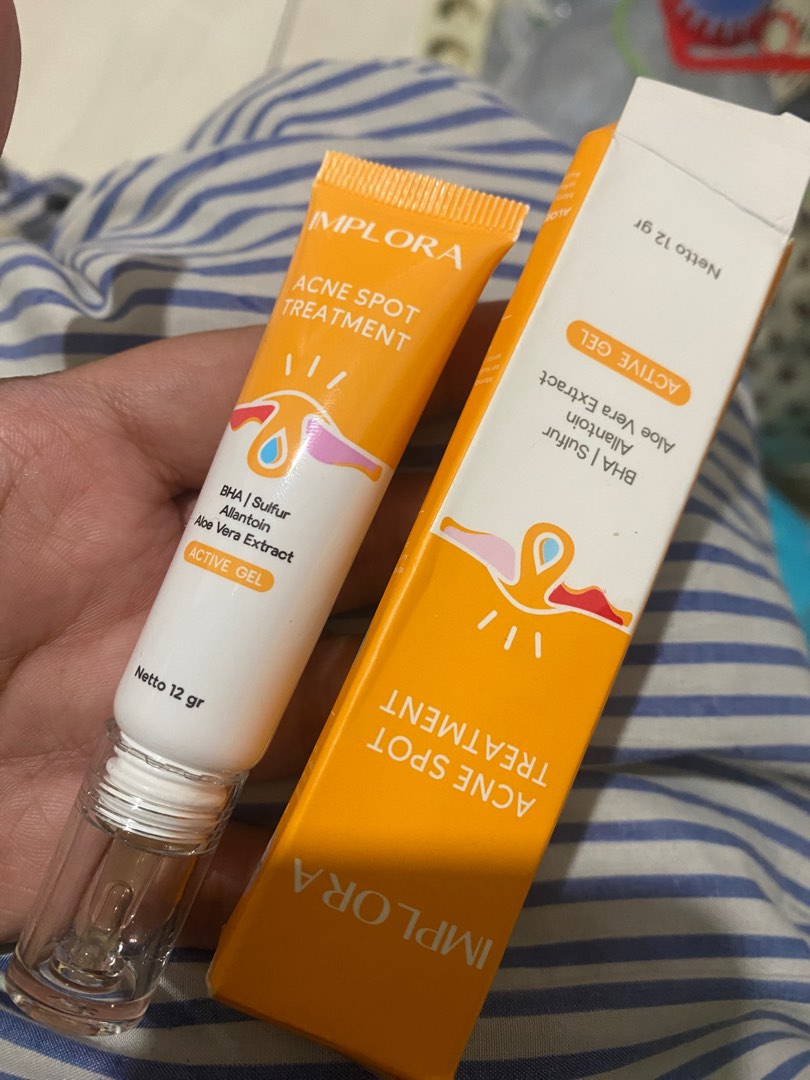 IMPLORA
ACNE SPOT
TREATMENT
BHA | Sulfur
Allantoin
Aloe Vera Extract
ACTIVE GEL
Netto 12 gr
IMPLORA
ACNE SPOT
TREATMENT
BHA | Sulfur
Allantoin
Aloe Vera Extract
ACTIVE GEL
Netto 12 gr